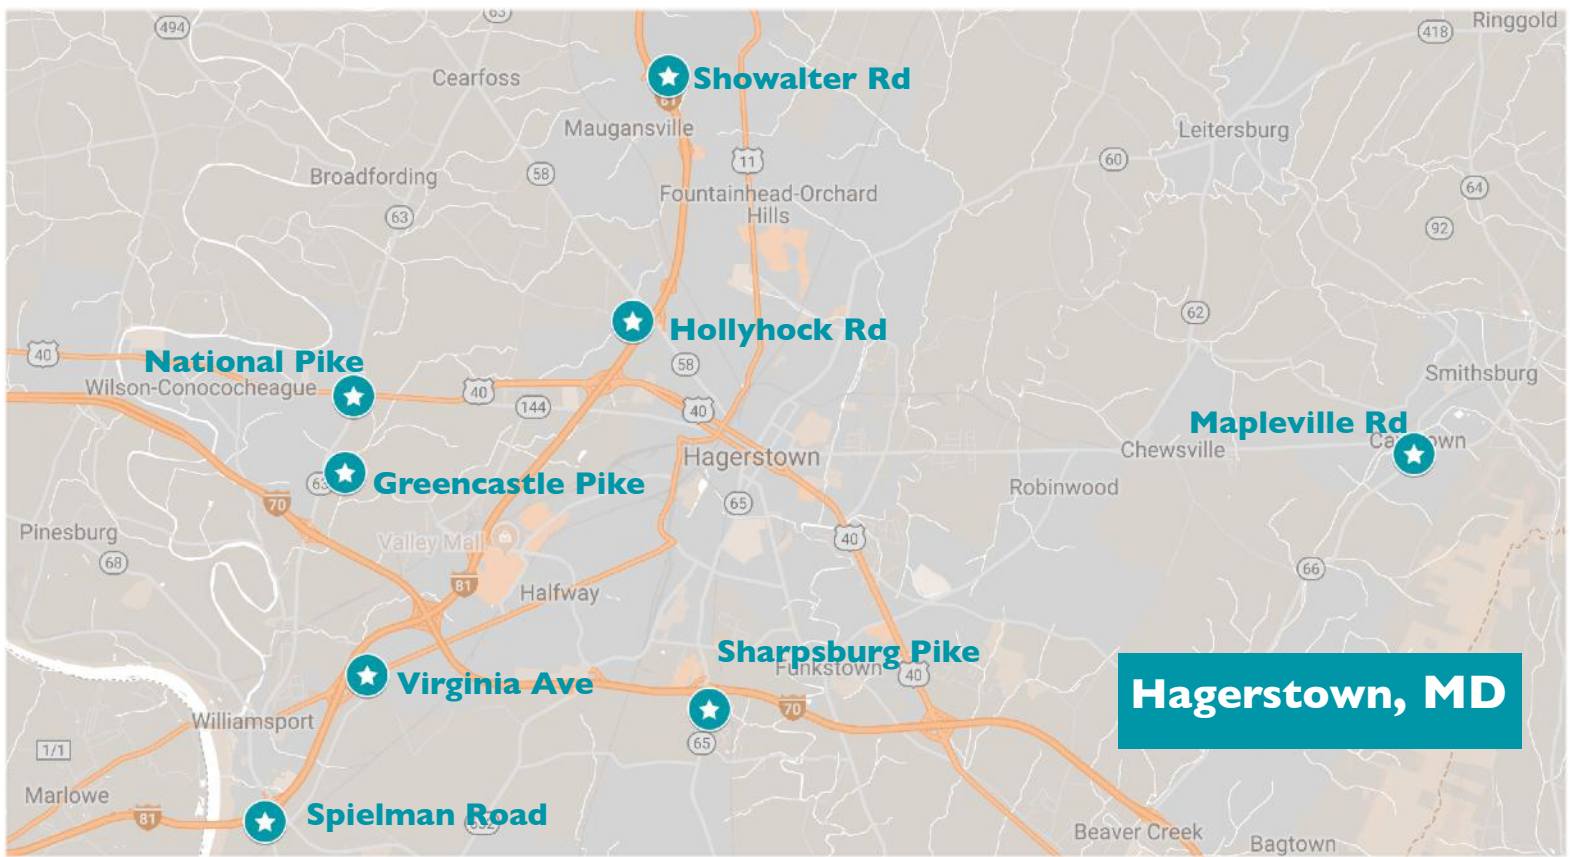 63
494
418
Ringgold
Cearfoss
Showalter Rd
81
Maugansville
Leitersburg
11
60
58
Broadfording
64
Fountainhead-Orchard
Hills
63
92
62
Hollyhock Rd
40
National Pike
58
Smithsburg
Wilson-Conococheague
40
144
40
Mapleville Rd
Hagerstown
Chewsville
63
Greencastle Pike
Robinwood
70
65
Pinesburg
Valley Mall
40
68
66
81
Halfway
Sharpsburg Pike
Funkstown
40
Virginia Ave
Hagerstown, MD
Williamsport
70
65
1/1
Marlowe
81
Spielman Road
Beaver Creek
Bagtown